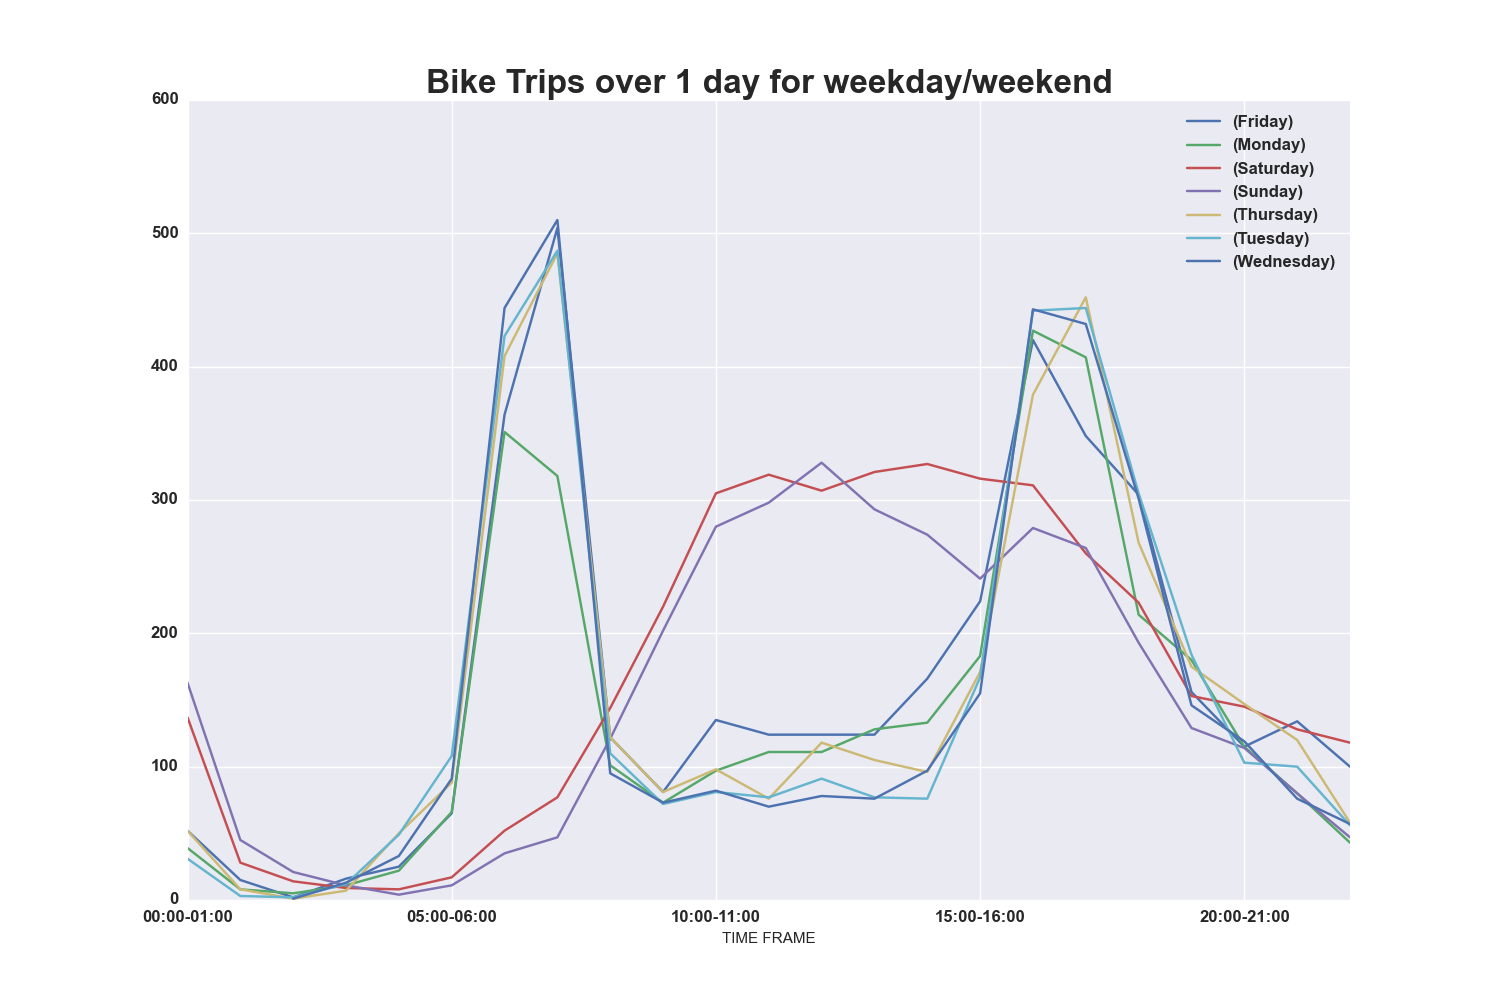 Bike Trips over 1 day for weekday/weekend
600
500
400
300
200
100
0
(Friday)
(Monday)
(Saturday)
(Sunday)
(Thursday)
(Tuesday)
(Wednesday)
00:00-01:00 05:00-06:00 10:00-11:00 15:00-16:00 20:00-21:00
TIME FRAME